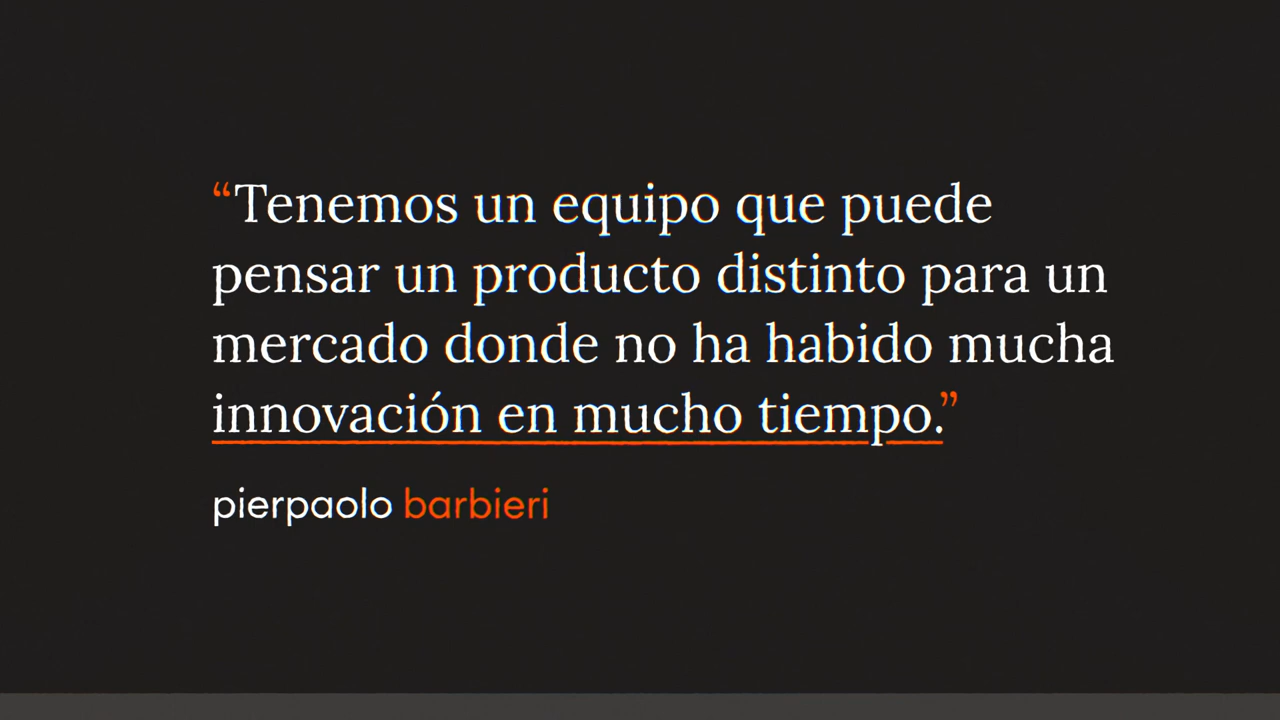 “Tenemos un equipo que puede
pensar un producto distinto para un
mercado donde no ha habido mucha
innovación en mucho tiempo.”
pierpaolo barbieri